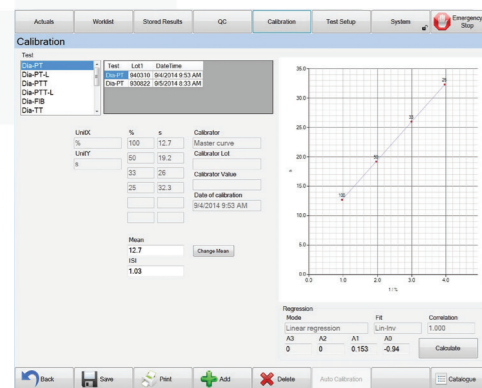 Actuals Worklist Stored Results QC Calibration Test Setup System Emergency Stop
Calibration
Test
Dia-PT
Dia-PT-L
Dia-PTT
Dia-PTT-L
Dia-FIB
Dia-TT
Test Lot1 DateTime
Dia-PT 940310 9/4/2014 9:53 AM
Dia-PT 930822 9/5/2014 8:33 AM
UnitX % s Calibrator
% 100 12.7 Master curve
UnitY 50 19.2 Calibrator Lot
s
33 26 Calibrator Value
25 32.3
Date of calibration
9/4/2014 9:53 AM
Mean
12.7 Change Mean
ISI
1.03
35.0
30.0
25.0
20.0
15.0
10.0
5.0
0.0
s
100
50
33
25
0.0 1.0 2.0 3.0 4.0
1 / %
Regression
Mode Fit Correlation
Linear regression Lin-Inv 1.000
A3 A2 A1 A0
0 0 0.153 -0.94 Calculate
Back Save Print Add Delete Auto Calibration Catalogue